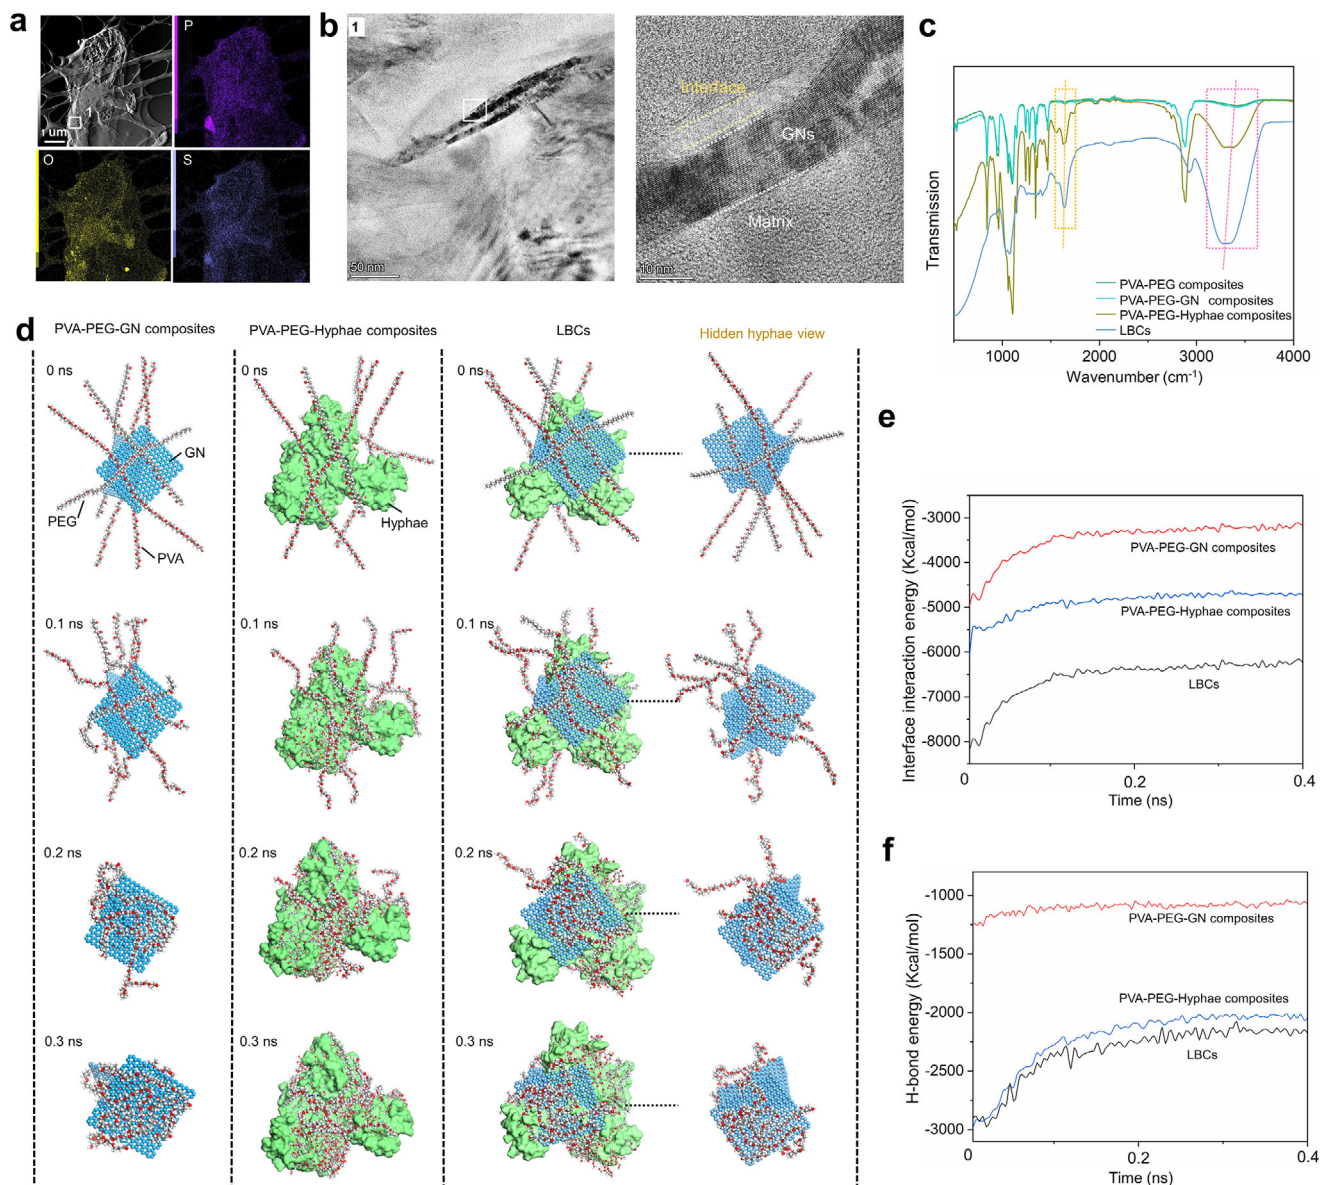 a
P
1
1 um
O
S
b
1
50 nm
Interface
GNs
Matrix
10 nm
c
Transmission
PVA-PEG composites
PVA-PEG-GN composites
PVA-PEG-Hyphae composites
LBCs
1000 2000 3000 4000
Wavenumber (cm⁻¹)
d
PVA-PEG-GN composites
PVA-PEG-Hyphae composites
LBCs
Hidden hyphae view
0 ns
0 ns
0 ns
GN
PEG
PVA
Hyphae
0.1 ns
0.1 ns
0.1 ns
0.2 ns
0.2 ns
0.2 ns
0.3 ns
0.3 ns
0.3 ns
e
Interface interaction energy (Kcal/mol)
-3000
-4000
-5000
-6000
-7000
-8000
PVA-PEG-GN composites
PVA-PEG-Hyphae composites
LBCs
0 0.2 0.4
Time (ns)
f
H-bond energy (Kcal/mol)
-1000
-1250
-1500
-2000
-2500
-3000
PVA-PEG-GN composites
PVA-PEG-Hyphae composites
LBCs
0 0.2 0.4
Time (ns)